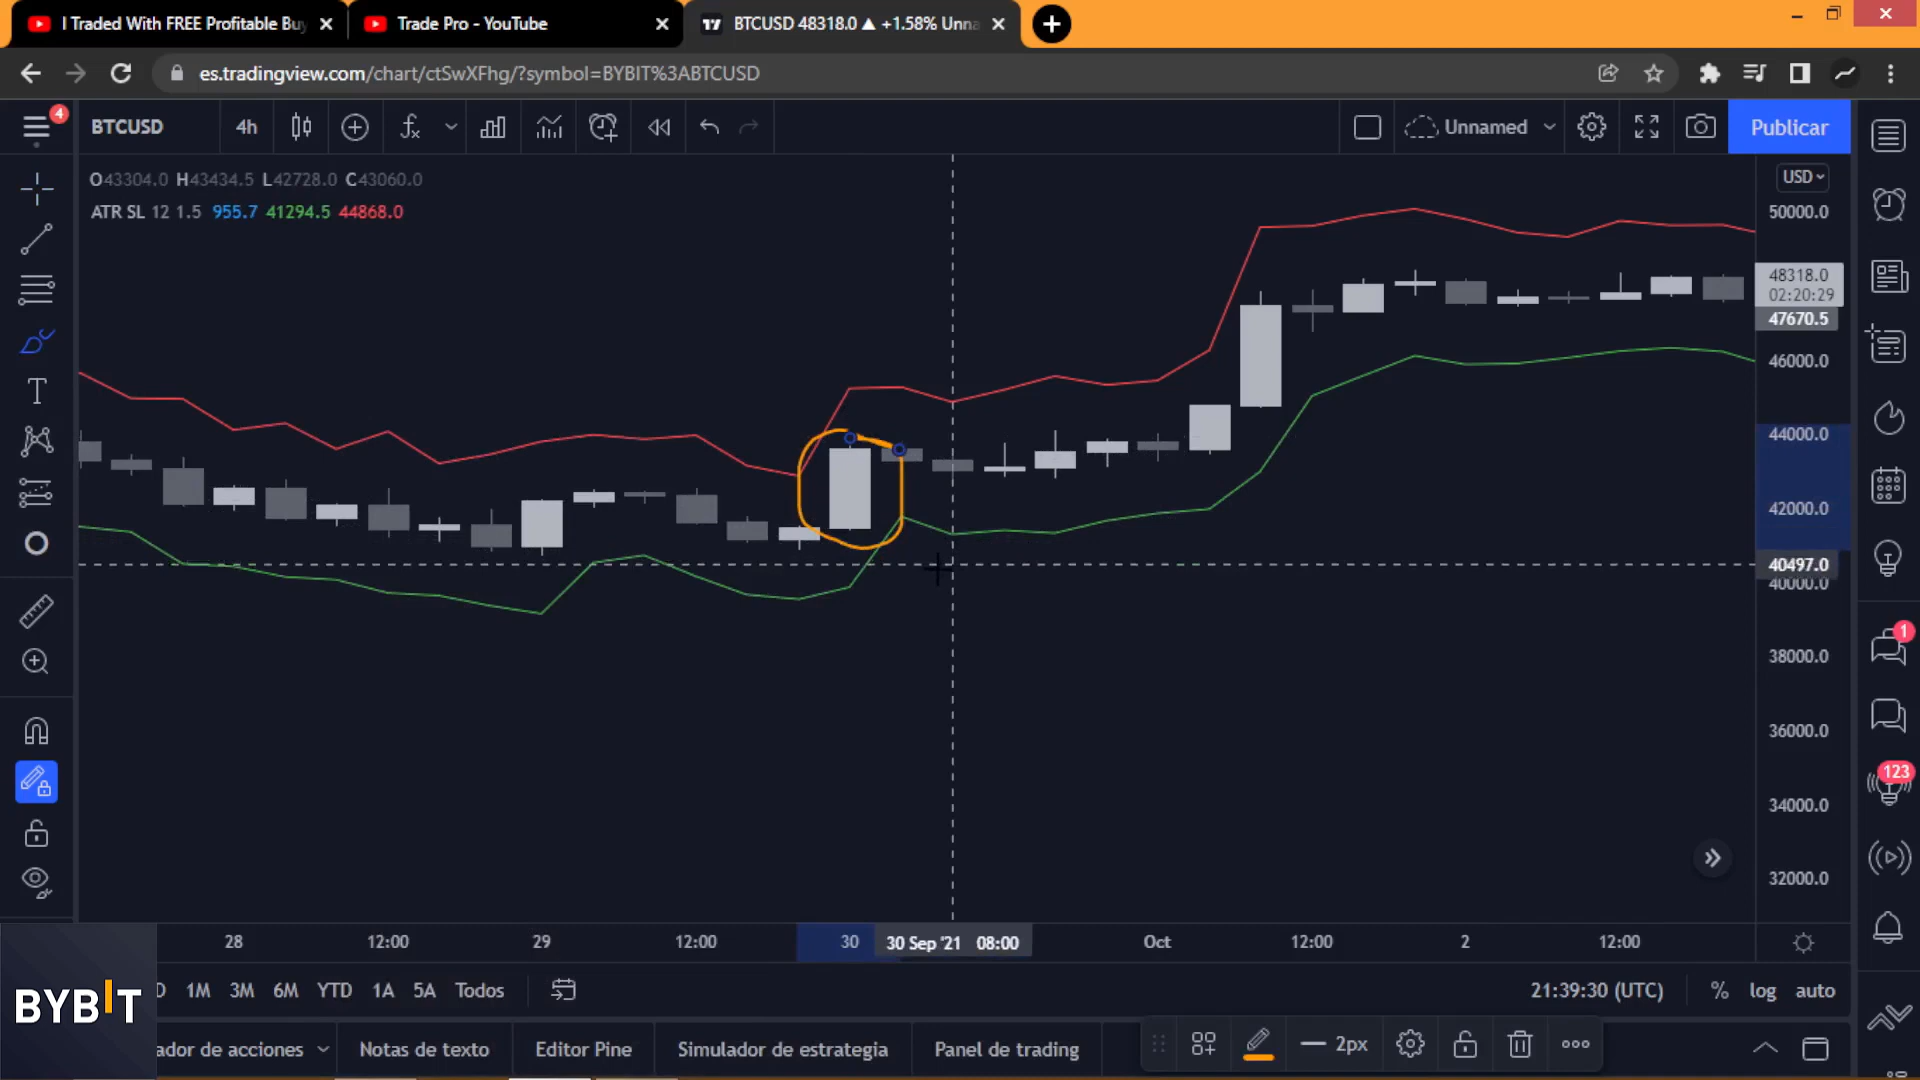 I Traded With FREE Profitable Buy
Trade Pro - YouTube
BTCUSD 48318.0 ▲ +1.58% Unna
es.tradingview.com/chart/ctSwXFhg/?symbol=BYBIT%3ABTCUSD
4
BTCUSD
4h
Unnamed
Publicar
O43304.0 H43434.5 L42728.0 C43060.0
USD
ATR SL 12 1.5 955.7 41294.5 44868.0
50000.0
48318.0
02:20:29
47670.5
46000.0
44000.0
42000.0
40497.0
40000.0
38000.0
36000.0
34000.0
32000.0
1
123
28
12:00
29
12:00
30
30 Sep '21 08:00
Oct
12:00
2
12:00
BYBIT
D 1M 3M 6M YTD 1A 5A Todos
21:39:30 (UTC)
% log auto
ador de acciones
Notas de texto
Editor Pine
Simulador de estrategia
Panel de trading
2px